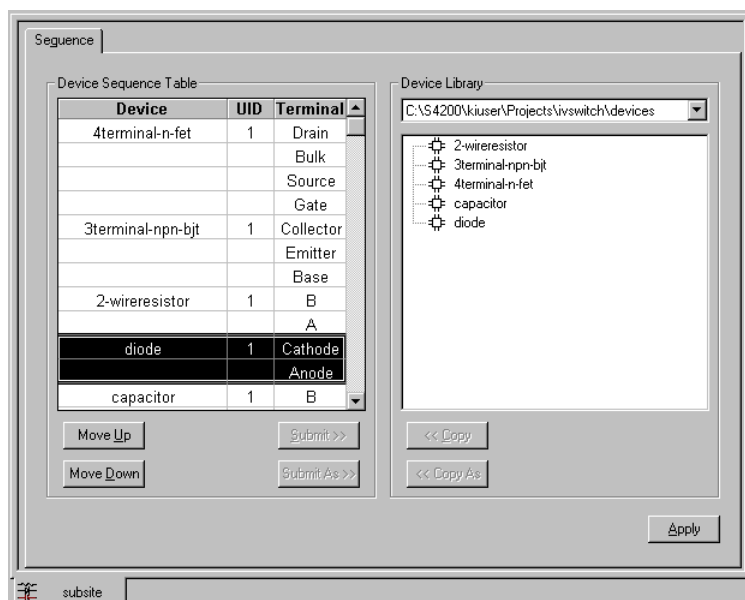 Seguence
Device Sequence Table
Device UID Terminal
4terminal-n-fet 1 Drain
Bulk
Source
Gate
3terminal-npn-bjt 1 Collector
Emitter
Base
2-wireresistor 1 B
A
diode 1 Cathode
Anode
capacitor 1 B
Move Up
Submit >>
Move Down
Submit As >>
Device Library
C:\S4200\kiuser\Projects\ivswitch\devices
2-wireresistor
3terminal-npn-bjt
4terminal-n-fet
capacitor
diode
<< Copy
<< Copy As
Apply
subsite